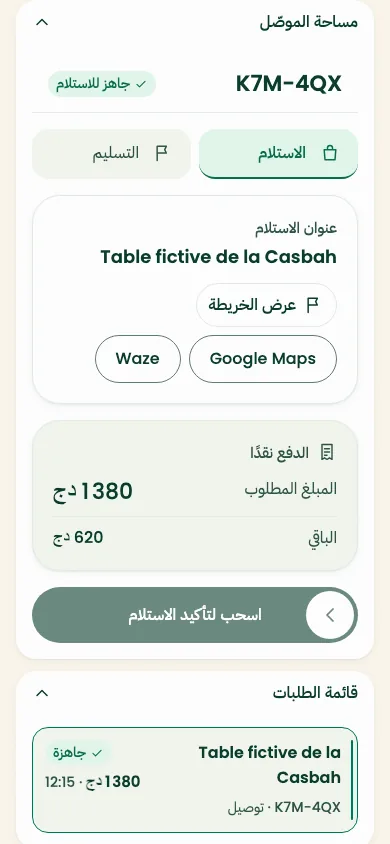 مساحة الموصّل
K7M-4QX
جاهز للاستلام
الاستلام
التسليم
عنوان الاستلام
Table fictive de la Casbah
عرض الخريطة
Google Maps
Waze
الدفع نقدًا
المبلغ المطلوب
1380 دج
الباقي
620 دج
اسحب لتأكيد الاستلام
قائمة الطلبات
Table fictive de la
Casbah
جاهزة
1380 دج · 12:15
K7M-4QX · توصيل